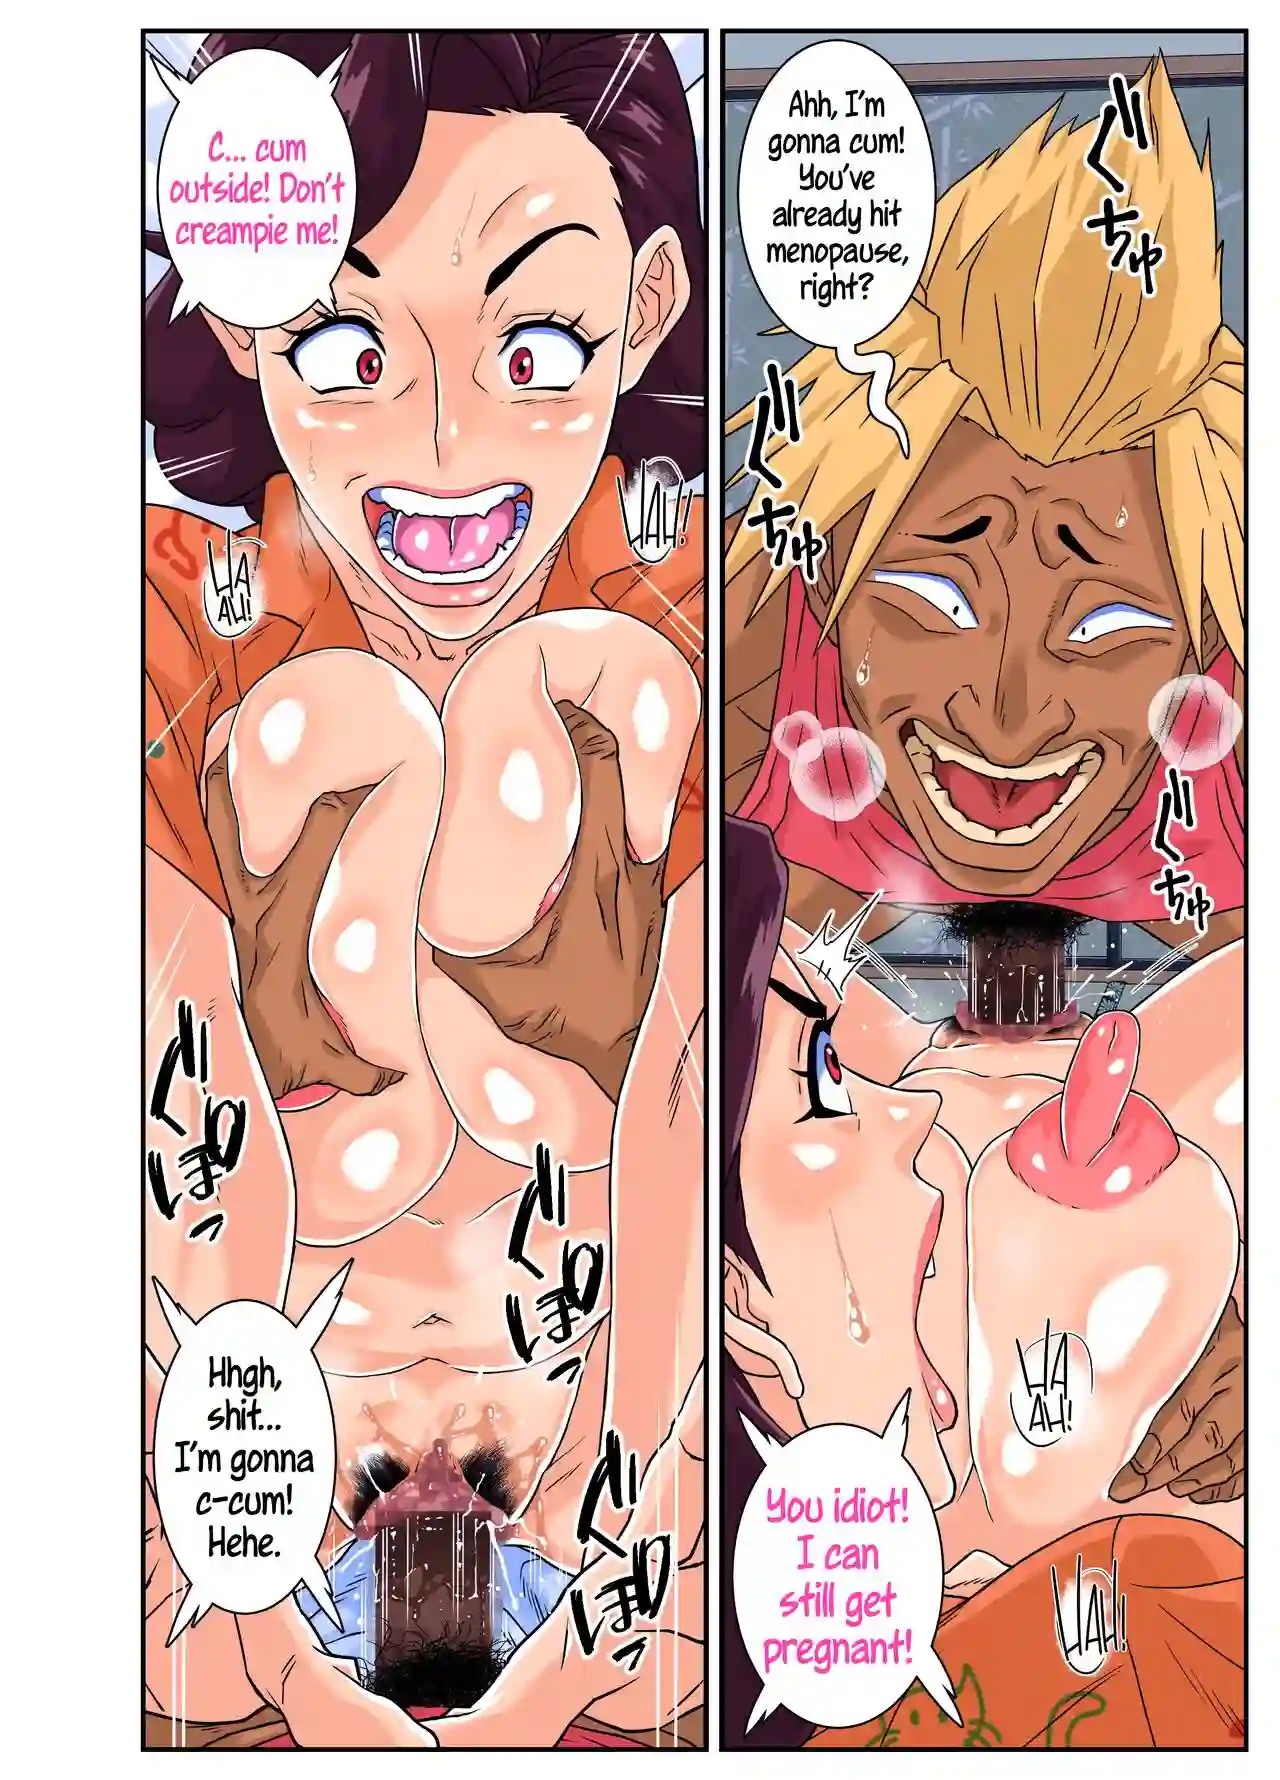 Ahh, I'm
gonna cum!
You've
already hit
menopause,
right?
ぐ
ちゅ
ぐ
ちゅ
ぐ
ちゅ
HA
AH!
You idiot!
I can
still get
pregnant!
HAH!
C... cum
outside! Don't
creampie me!
HAH!
HA
AH!
ぐ
ぽ
っ
ぐ
ぽ
っ
Hhgh,
shit...
I'm gonna
c-cum!
Hehe.
ぐ
ぽ
っ